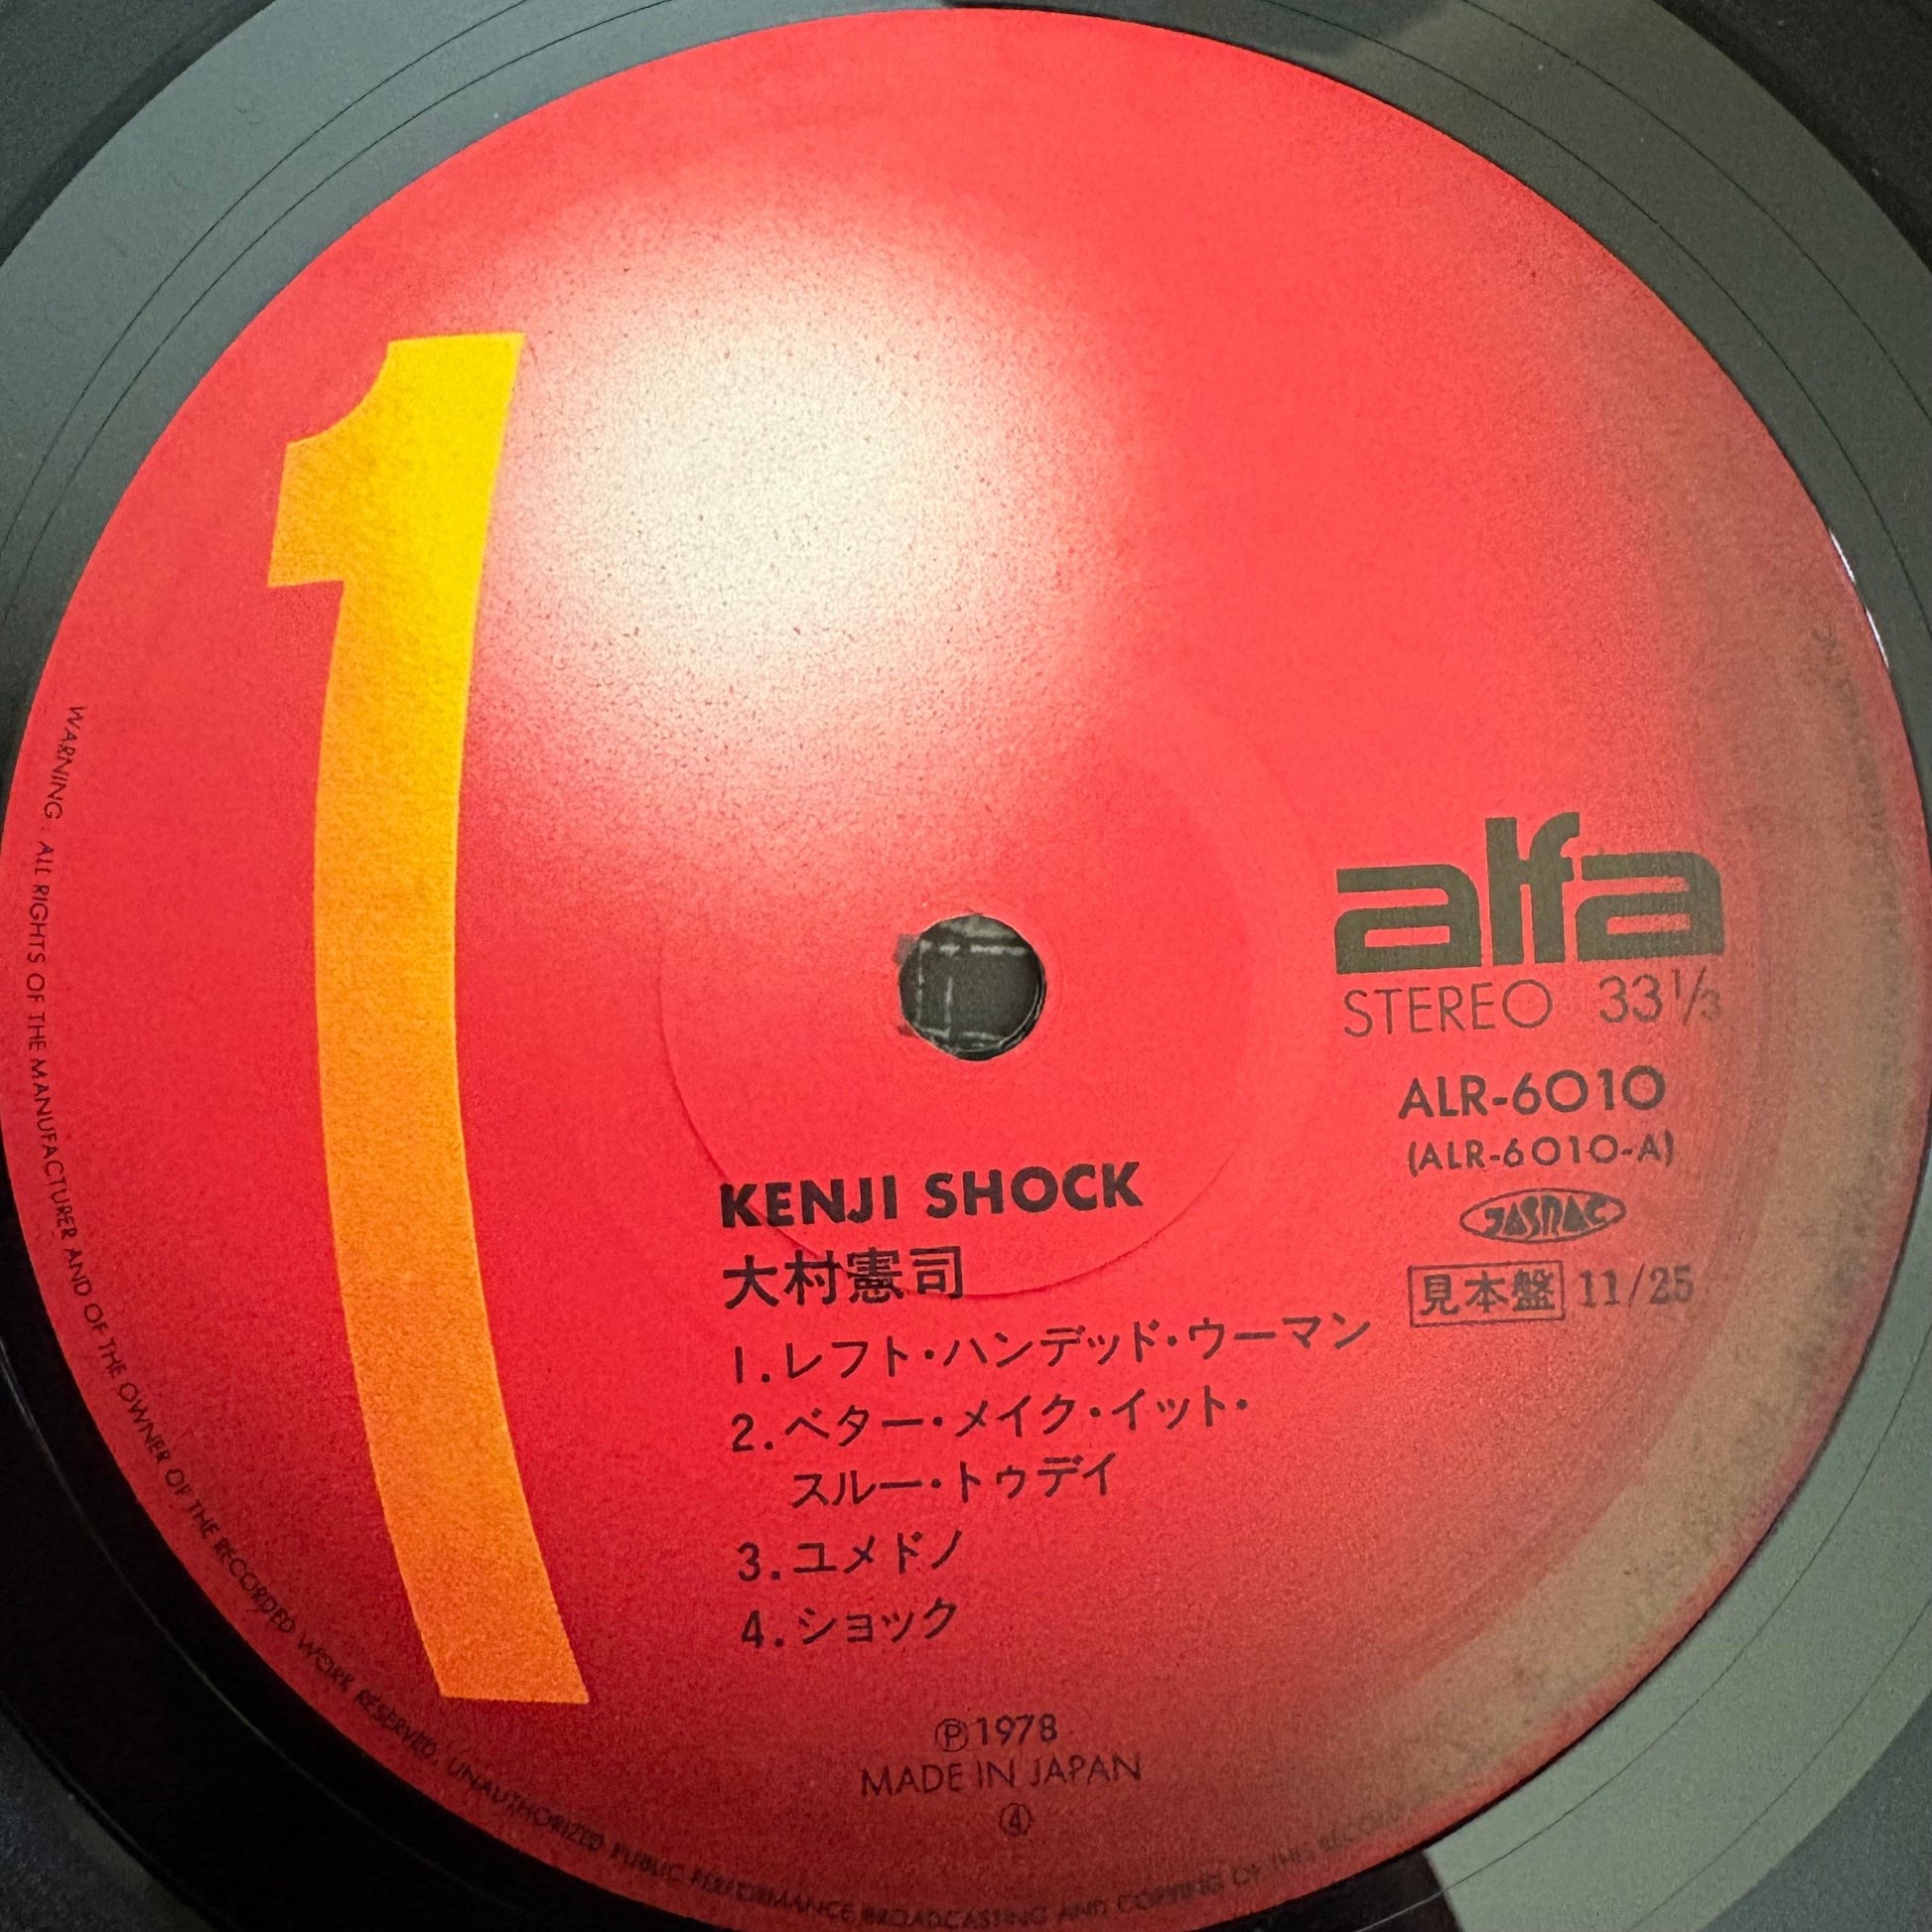 1
alfa
STEREO 33 1/3
ALR-6010
(ALR-6010-A)
JASRAC
見本盤 11/25
KENJI SHOCK
大村憲司
1.レフト・ハンデッド・ウーマン
2.ベター・メイク・イット・
スルー・トゥデイ
3.ユメドノ
4.ショック
Ⓟ1978
MADE IN JAPAN
④
WARNING : ALL RIGHTS OF THE MANUFACTURER AND OF THE OWNER OF THE RECORDED WORK RESERVED. UNAUTHORIZED PUBLIC PERFORMANCE BROADCASTING AND COPYING OF THIS RECORD